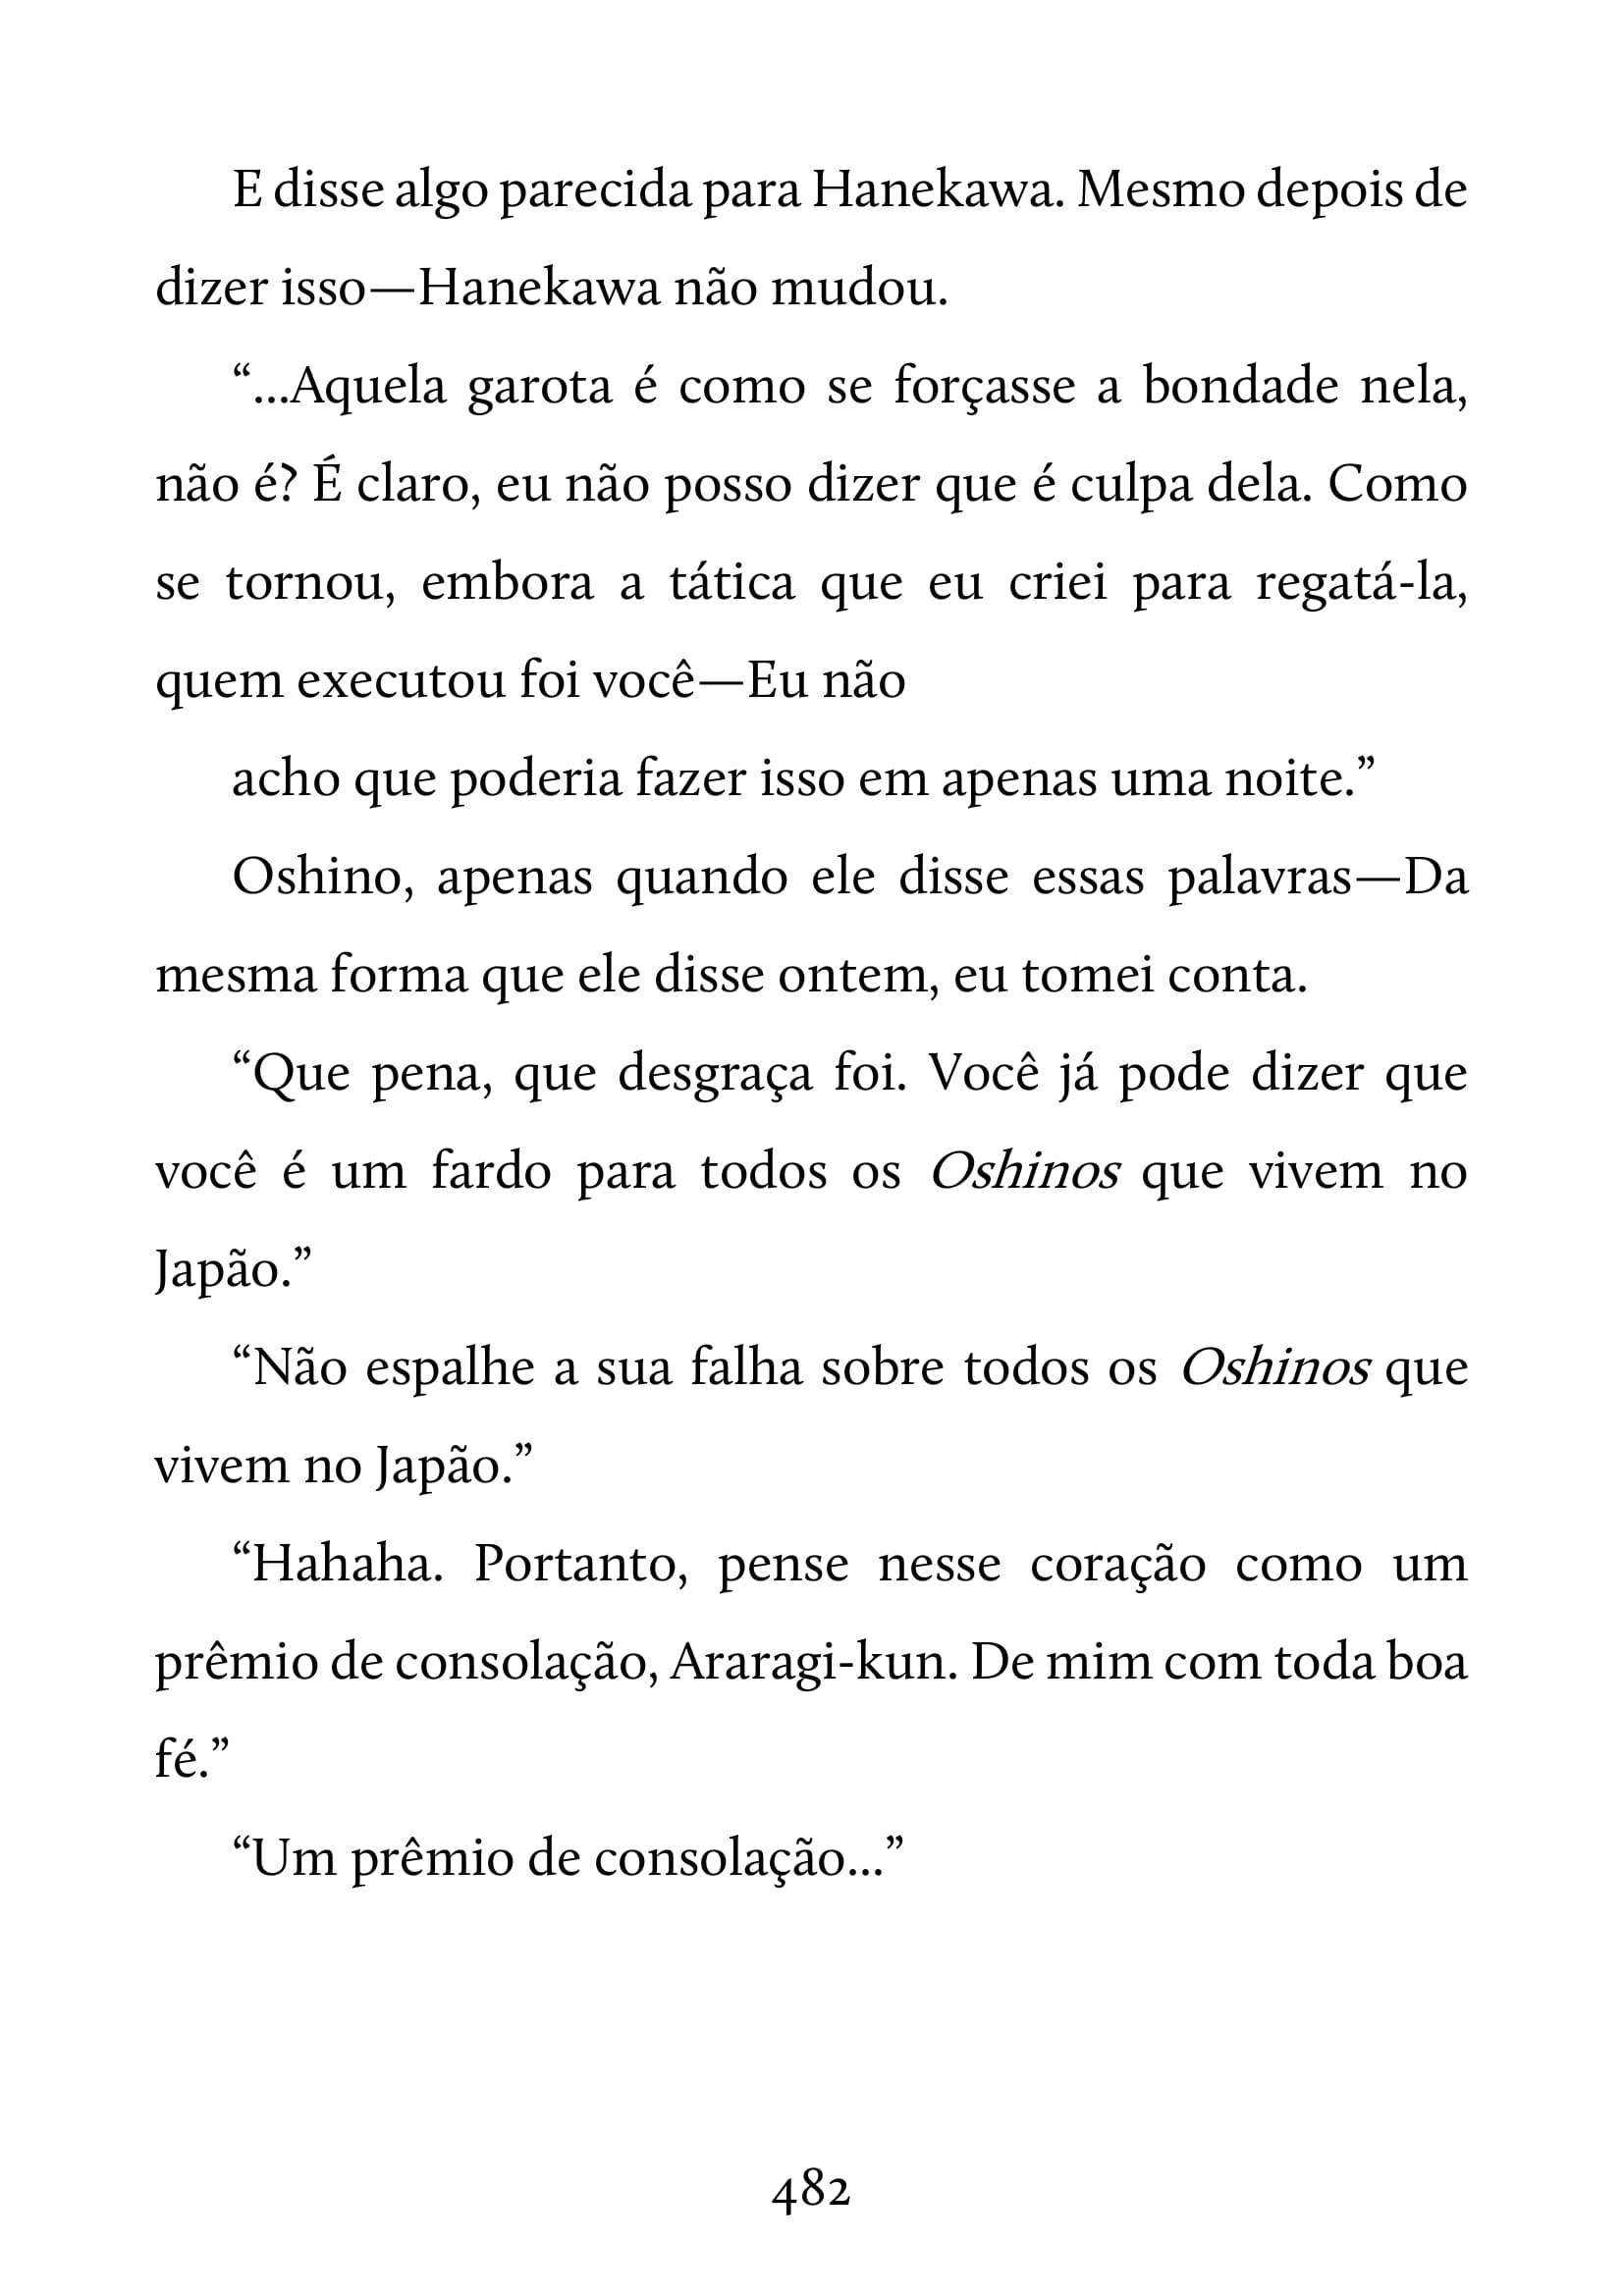 E disse algo parecida para Hanekawa. Mesmo depois de
dizer isso—Hanekawa não mudou.
“...Aquela garota é como se forçasse a bondade nela,
não é? É claro, eu não posso dizer que é culpa dela. Como
se tornou, embora a tática que eu criei para regatá-la,
quem executou foi você—Eu não
acho que poderia fazer isso em apenas uma noite.”
Oshino, apenas quando ele disse essas palavras—Da
mesma forma que ele disse ontem, eu tomei conta.
“Que pena, que desgraça foi. Você já pode dizer que
você é um fardo para todos os Oshinos que vivem no
Japão.”
“Não espalhe a sua falha sobre todos os Oshinos que
vivem no Japão.”
“Hahaha. Portanto, pense nesse coração como um
prêmio de consolação, Araragi-kun. De mim com toda boa
fé.”
“Um prêmio de consolação...”
482